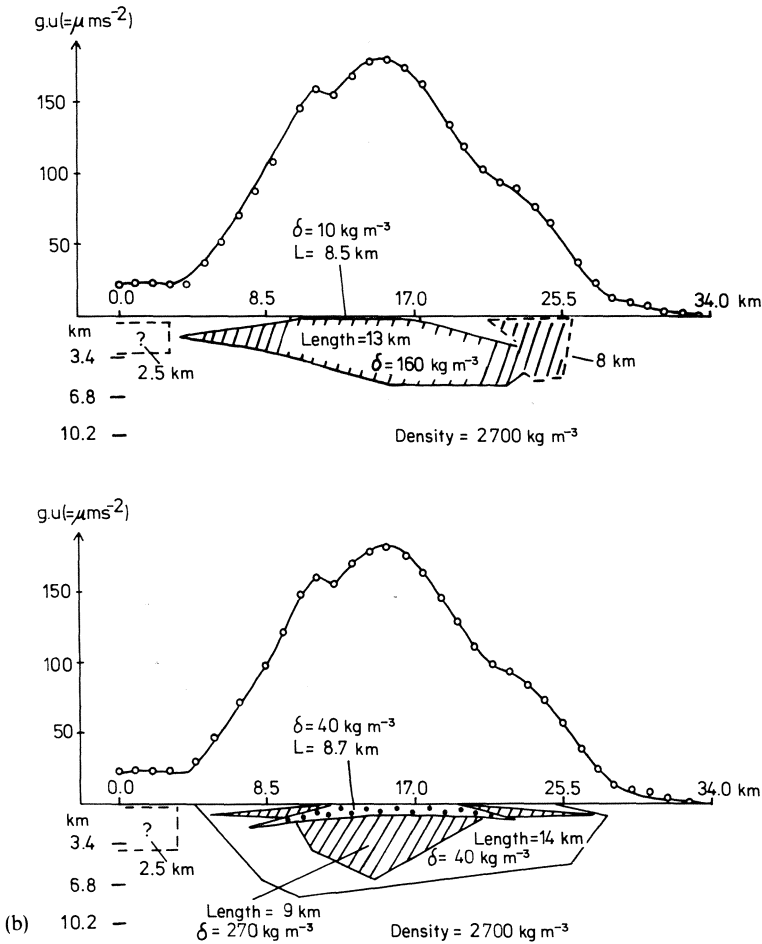 g.u(=μms⁻²)
150
100
50
δ=10 kg m⁻³
L= 8.5 km
0.0 8.5 17.0 25.5 34.0 km
km
3.4
6.8
10.2
?
2.5 km
Length=13 km
δ=160 kg m⁻³
8 km
Density = 2700 kg m⁻³
g.u(=μms⁻²)
150
100
50
δ=40 kg m⁻³
L= 8.7 km
0.0 8.5 17.0 25.5 34.0 km
km
3.4
6.8
10.2
?
2.5 km
Length=14 km
δ= 40 kg m⁻³
Length = 9 km
δ= 270 kg m⁻³
Density = 2700 kg m⁻³
(b)